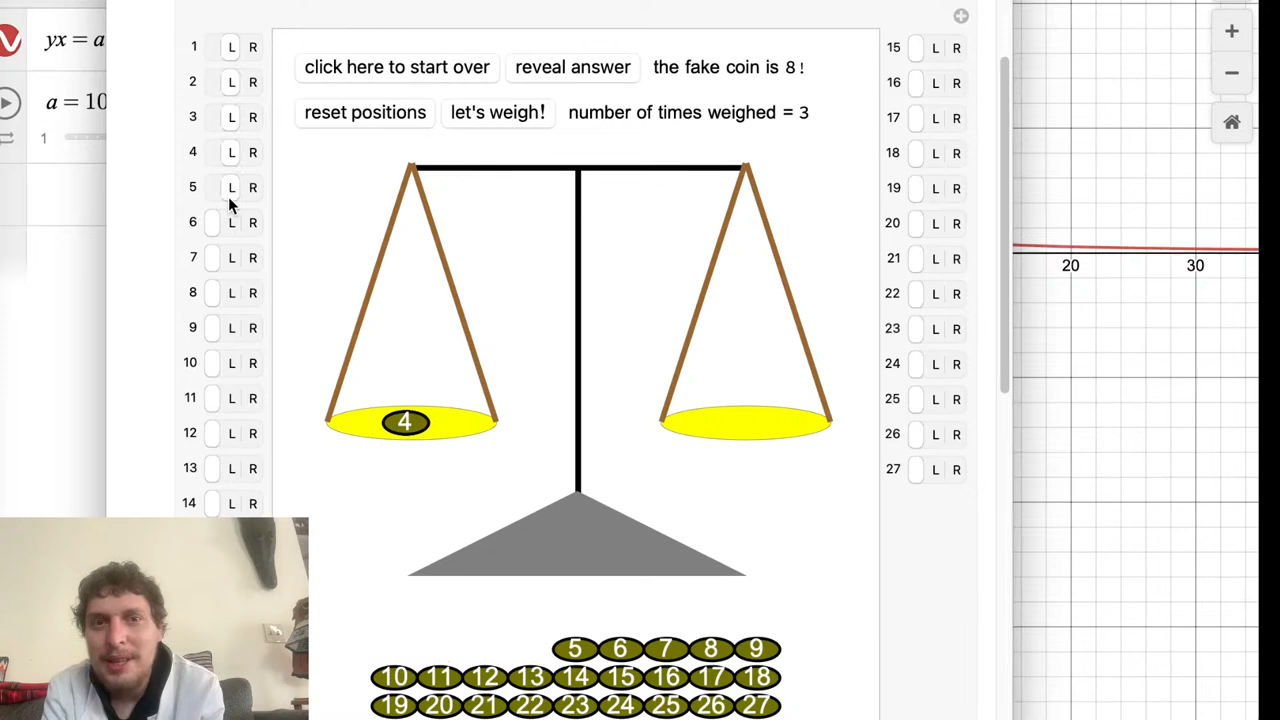 yx = a
a = 10
1
1 L R
2 L R
3 L R
4 L R
5 L R
6 L R
7 L R
8 L R
9 L R
10 L R
11 L R
12 L R
13 L R
14 L R
click here to start over reveal answer the fake coin is 8!
reset positions let's weigh! number of times weighed = 3
4
5 6 7 8 9
10 11 12 13 14 15 16 17 18
19 20 21 22 23 24 25 26 27
15 L R
16 L R
17 L R
18 L R
19 L R
20 L R
21 L R
22 L R
23 L R
24 L R
25 L R
26 L R
27 L R
20 30